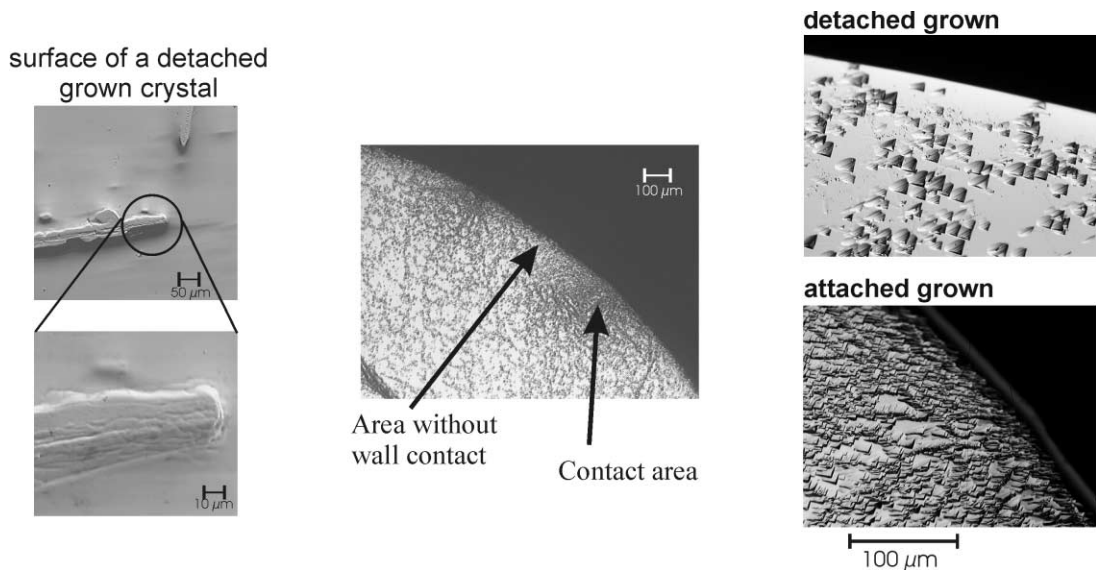 surface of a detached
grown crystal
50 µm
10 µm
100 µm
Area without
wall contact
Contact area
detached grown
attached grown
100 µm